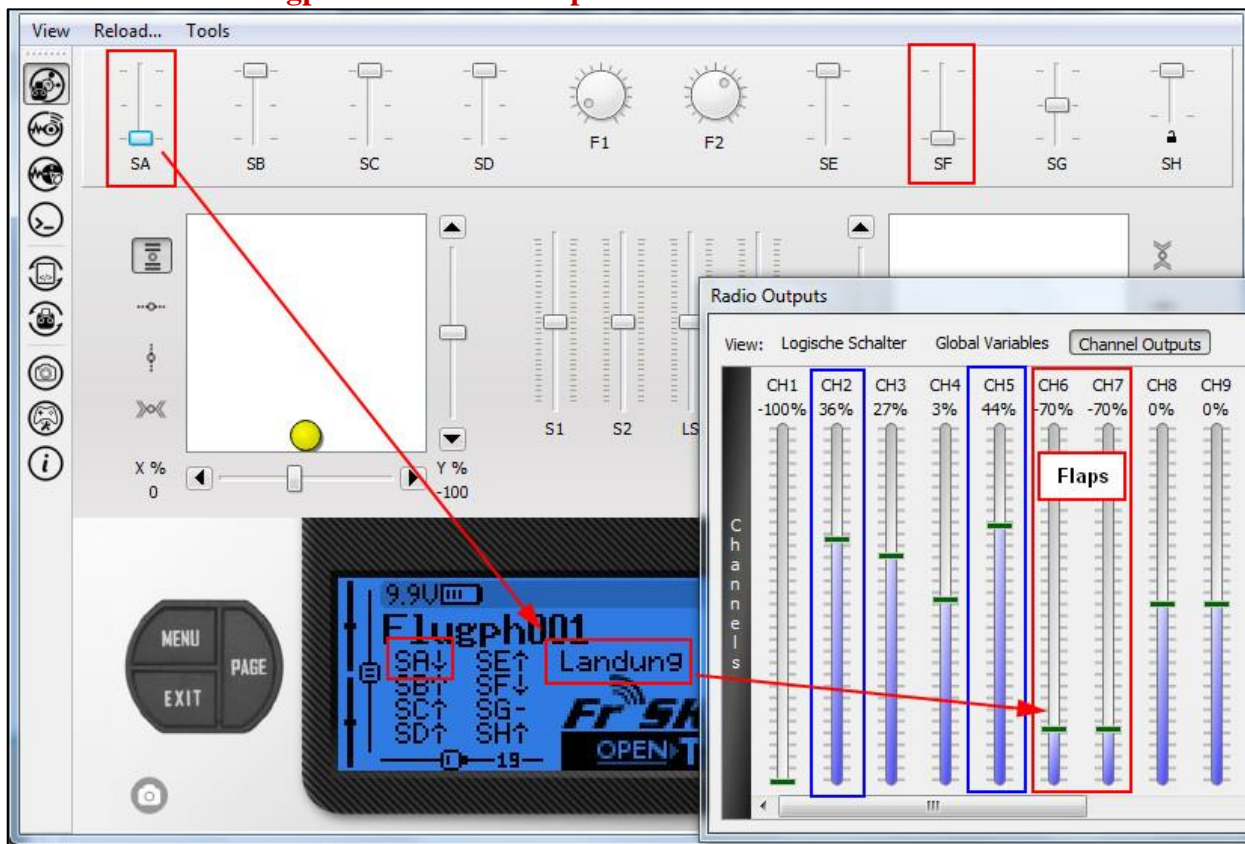 View Reload... Tools
SA SB SC SD F1 F2 SE SF SG SH
S1 S2
X %
0
Y %
-100
Radio Outputs
View: Logische Schalter Global Variables Channel Outputs
CH1 CH2 CH3 CH4 CH5 CH6 CH7 CH8 CH9
-100% 36% 27% 3% 44% -70% -70% 0% 0%
Flaps
Channels
MENU
PAGE
EXIT
9.9V
Flugph001
SA↓ SE↑ Landung
SB↑ SF↓
SC↑ SG-
SD↑ SH↑
19
OPEN